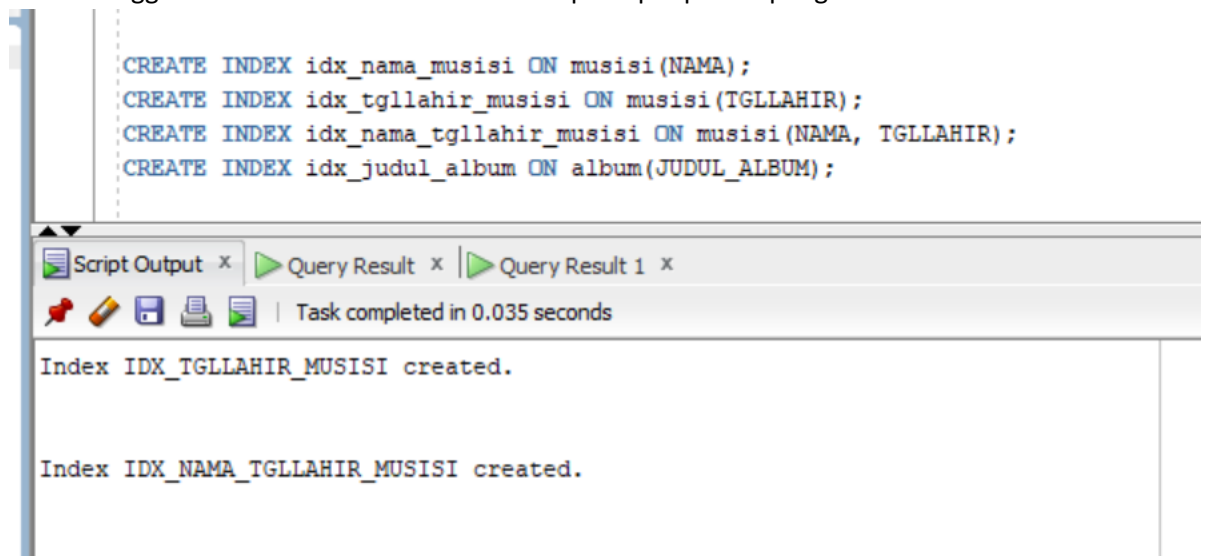 CREATE INDEX idx_nama_musisi ON musisi(NAMA);
CREATE INDEX idx_tgllahir_musisi ON musisi(TGLLAHIR);
CREATE INDEX idx_nama_tgllahir_musisi ON musisi(NAMA, TGLLAHIR);
CREATE INDEX idx_judul_album ON album(JUDUL_ALBUM);
Script Output x Query Result x Query Result 1 x
Task completed in 0.035 seconds
Index IDX_TGLLAHIR_MUSISI created.
Index IDX_NAMA_TGLLAHIR_MUSISI created.